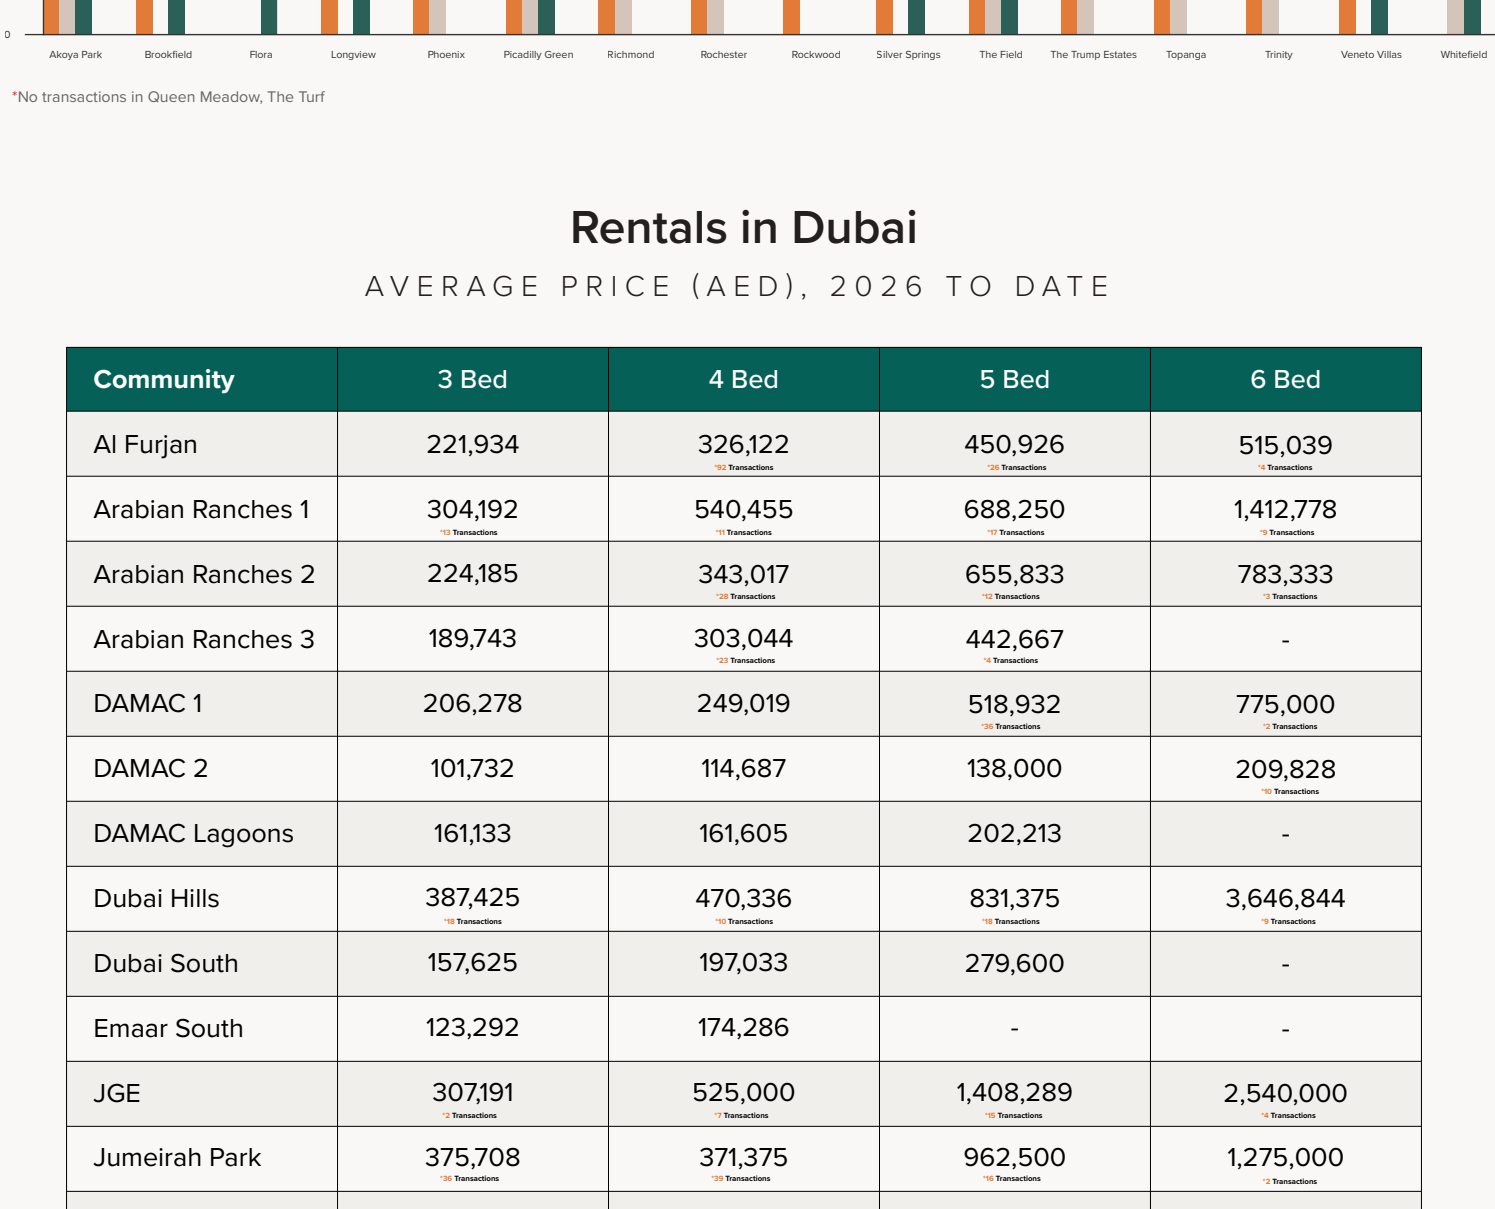 0
Akoya Park Brookfield Flora Longview Phoenix Picadilly Green Richmond Rochester Rockwood Silver Springs The Field The Trump Estates Topanga Trinity Veneto Villas Whitefield
*No transactions in Queen Meadow, The Turf
Rentals in Dubai
AVERAGE PRICE (AED), 2026 TO DATE
Community 3 Bed 4 Bed 5 Bed 6 Bed
Al Furjan 221,934 326,122 450,926 515,039
*92 Transactions *26 Transactions *4 Transactions
Arabian Ranches 1 304,192 540,455 688,250 1,412,778
*13 Transactions *11 Transactions *17 Transactions *9 Transactions
Arabian Ranches 2 224,185 343,017 655,833 783,333
*28 Transactions *12 Transactions *3 Transactions
Arabian Ranches 3 189,743 303,044 442,667 -
*23 Transactions *4 Transactions
DAMAC 1 206,278 249,019 518,932 775,000
*36 Transactions *2 Transactions
DAMAC 2 101,732 114,687 138,000 209,828
*10 Transactions
DAMAC Lagoons 161,133 161,605 202,213 -
Dubai Hills 387,425 470,336 831,375 3,646,844
*18 Transactions *10 Transactions *18 Transactions *9 Transactions
Dubai South 157,625 197,033 279,600 -
Emaar South 123,292 174,286 - -
JGE 307,191 525,000 1,408,289 2,540,000
*2 Transactions *7 Transactions *15 Transactions *4 Transactions
Jumeirah Park 375,708 371,375 962,500 1,275,000
*36 Transactions *39 Transactions *16 Transactions *2 Transactions